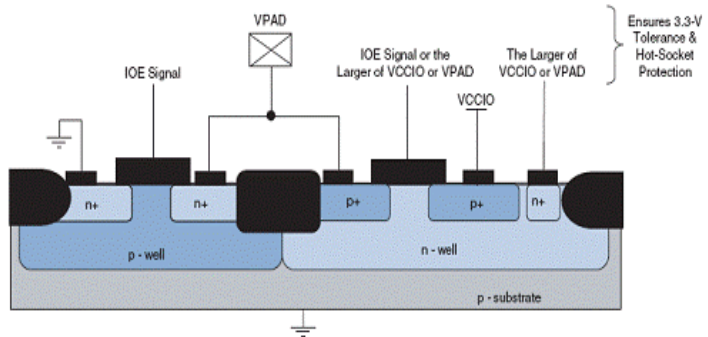 VPAD
IOE Signal
IOE Signal or the
Larger of VCCIO or VPAD
The Larger of
VCCIO or VPAD
Ensures 3.3-V
Tolerance &
Hot-Socket
Protection
VCCIO
n+
n+
p+
p+
n+
p - well
n - well
p - substrate